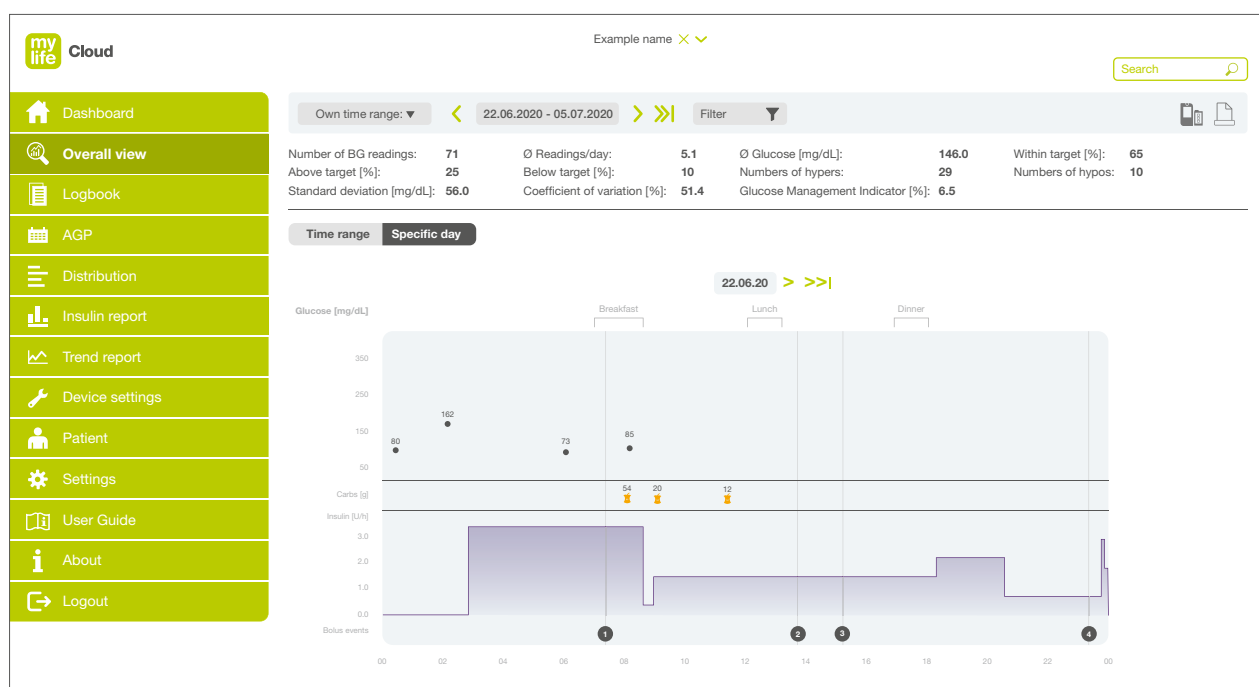 my life Cloud
Example name
Search
Dashboard
Overall view
Logbook
AGP
Distribution
Insulin report
Trend report
Device settings
Patient
Settings
User Guide
About
Logout
Own time range: 22.06.2020 - 05.07.2020 Filter
Number of BG readings: 71 Ø Readings/day: 5.1 Ø Glucose [mg/dL]: 146.0 Within target [%]: 65
Above target [%]: 25 Below target [%]: 10 Numbers of hypers: 29 Numbers of hypos: 10
Standard deviation [mg/dL]: 56.0 Coefficient of variation [%]: 51.4 Glucose Management Indicator [%]: 6.5
Time range Specific day
22.06.20 > >>|
Glucose [mg/dL] Breakfast Lunch Dinner
350
250
162
150
80 73 85
50
Carbs [g] 54 20 12
Insulin [U/h]
3.0
2.0
1.0
0.0
Bolus events 1 2 3 4
00 02 04 06 08 10 12 14 16 18 20 22 00